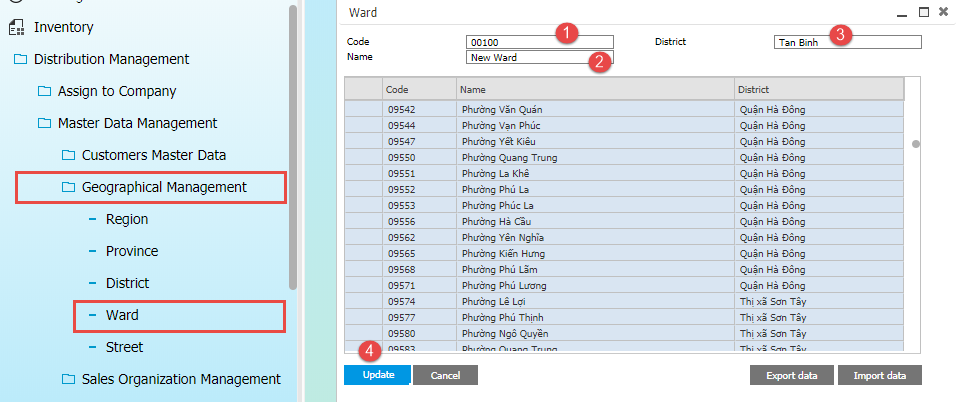 Inventory
Distribution Management
Assign to Company
Master Data Management
Customers Master Data
Geographical Management
Region
Province
District
Ward
Street
Sales Organization Management
Ward
Code 00100 1 District Tan Binh 3
Name New Ward 2
Code Name District
09542 Phường Văn Quán Quận Hà Đông
09544 Phường Vạn Phúc Quận Hà Đông
09547 Phường Yết Kiêu Quận Hà Đông
09550 Phường Quang Trung Quận Hà Đông
09551 Phường La Khê Quận Hà Đông
09552 Phường Phú La Quận Hà Đông
09553 Phường Phúc La Quận Hà Đông
09556 Phường Hà Cầu Quận Hà Đông
09562 Phường Yên Nghĩa Quận Hà Đông
09565 Phường Kiến Hưng Quận Hà Đông
09568 Phường Phú Lãm Quận Hà Đông
09571 Phường Phú Lương Quận Hà Đông
09574 Phường Lê Lợi Thị xã Sơn Tây
09577 Phường Phú Thịnh Thị xã Sơn Tây
09580 Phường Ngô Quyền Thị xã Sơn Tây
09583 Phường Quang Trung Thị xã Sơn Tây
4
Update Cancel Export data Import data